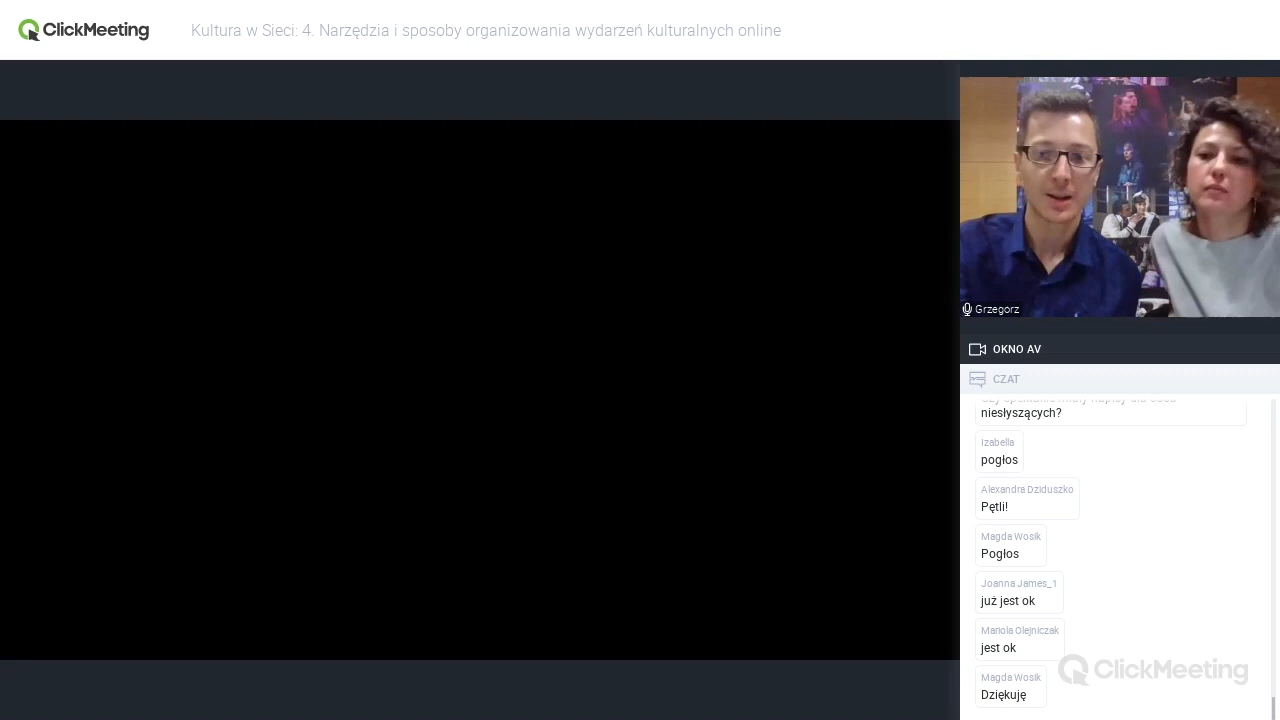 ClickMeeting
Kultura w Sieci: 4. Narzędzia i sposoby organizowania wydarzeń kulturalnych online
Grzegorz
OKNO AV
CZAT
niesłyszących?
izabella
pogłos
Alexandra Dziduszko
Pętli!
Magda Wosik
Pogłos
Joanna James_1
już jest ok
Mariola Olejniczak
jest ok
ClickMeeting
Magda Wosik
Dziękuję